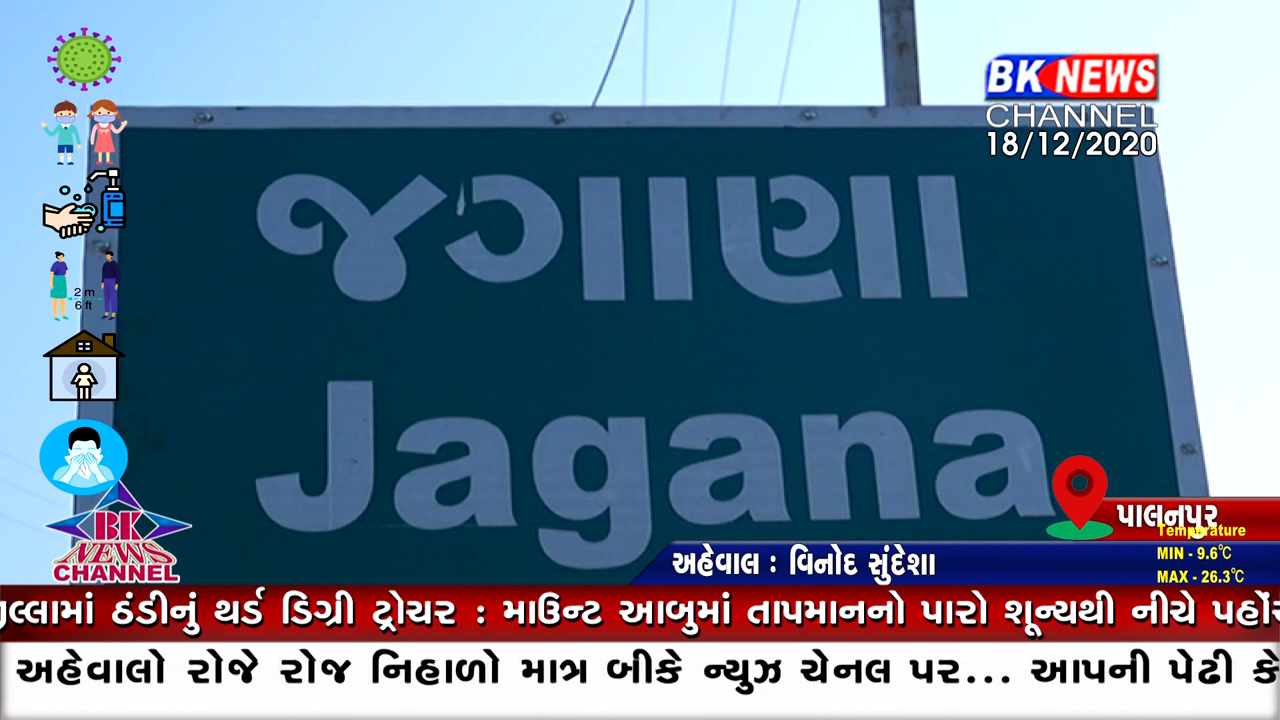 BK NEWS
CHANNEL
18/12/2020
જગાણા
2 m
6 ft
Jagana
BK
NEWS
CHANNEL
પાલનપુર
Temperature
MIN - 9.6℃
MAX - 26.3℃
અહેવાલ : વિનોદ સુંદેશા
ઠંડીનું થર્ડ ડિગ્રી ટ્રોચર : માઉન્ટ આબુમાં તાપમાનનો પારો શૂન્યથી નીચે
અહેવાલો રોજે રોજ નિહાળો માત્ર બીકે ન્યુઝ ચેનલ પર... આપની પેઢી કે